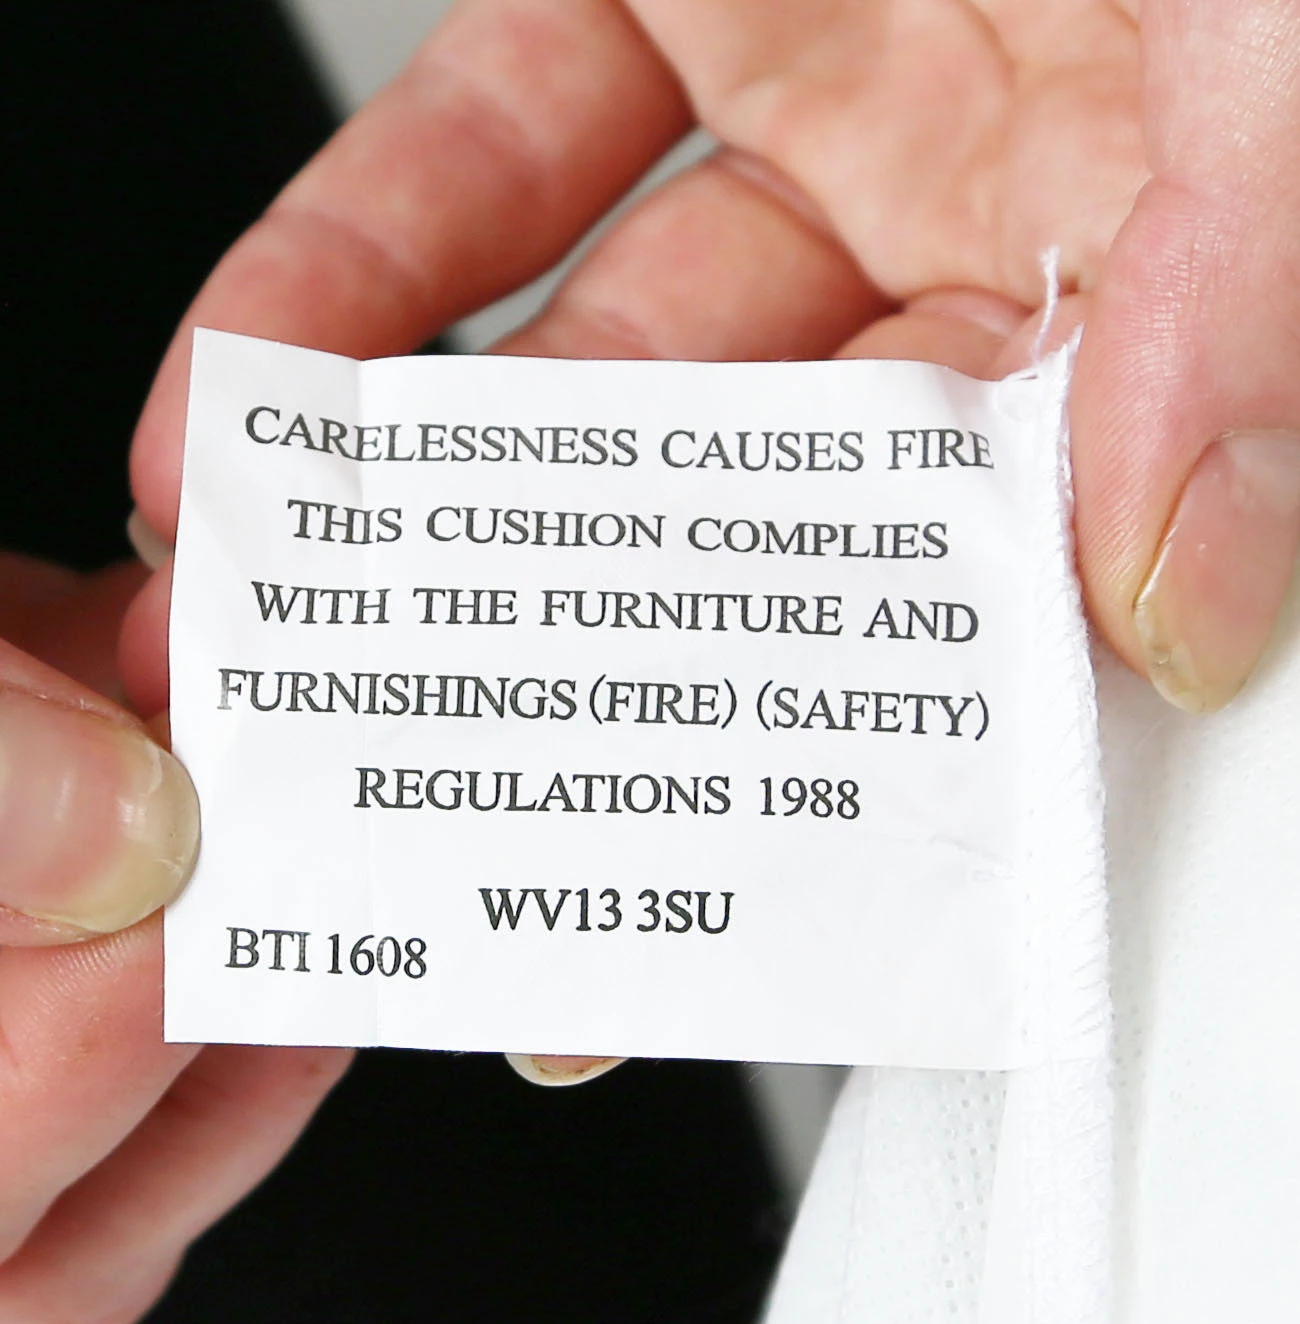 CARELESSNESS CAUSES FIRE
THIS CUSHION COMPLIES
WITH THE FURNITURE AND
FURNISHINGS (FIRE) (SAFETY)
REGULATIONS 1988
WV13 3SU
BTI 1608